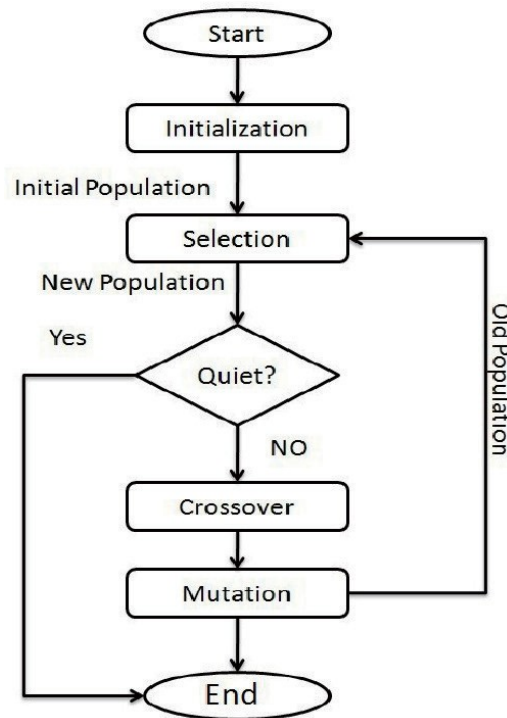 Start
Initialization
Initial Population
Selection
New Population
Yes
Quiet?
NO
Old Population
Crossover
Mutation
End